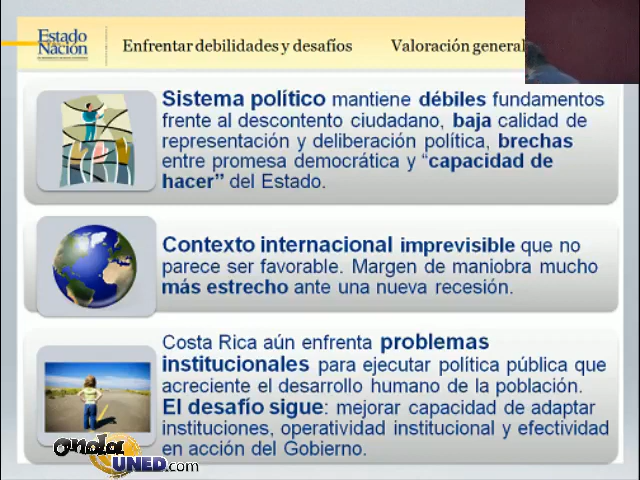 Estado
Nación
Enfrentar debilidades y desafíos
Valoración general
Sistema político mantiene débiles fundamentos
frente al descontento ciudadano, baja calidad de
representación y deliberación política, brechas
entre promesa democrática y “capacidad de
hacer” del Estado.
Contexto internacional imprevisible que no
parece ser favorable. Margen de maniobra mucho
más estrecho ante una nueva recesión.
Costa Rica aún enfrenta problemas
institucionales para ejecutar política pública que
acreciente el desarrollo humano de la población.
El desafío sigue: mejorar capacidad de adaptar
instituciones, operatividad institucional y efectividad
en acción del Gobierno.
onda
UNED.com